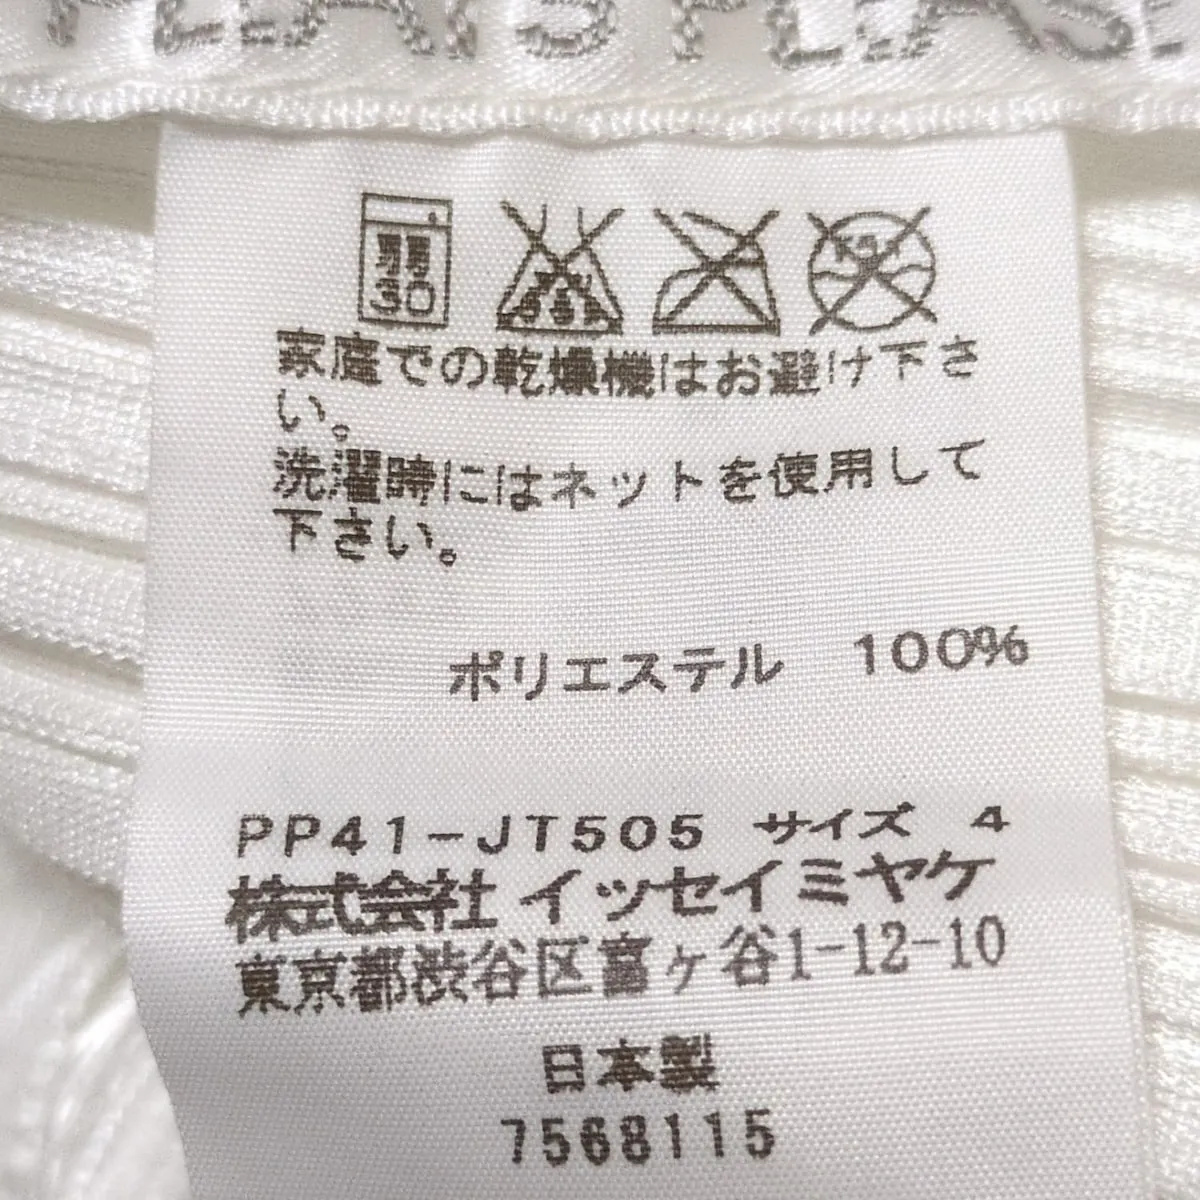 PLEATS PLEASE
弱
30
家庭での乾燥機はお避け下さ
い。
洗濯時にはネットを使用して
下さい。
ポリエステル 100%
PP41-JT505 サイズ 4
株式会社 イッセイミヤケ
東京都渋谷区富ヶ谷1-12-10
日本製
7568115